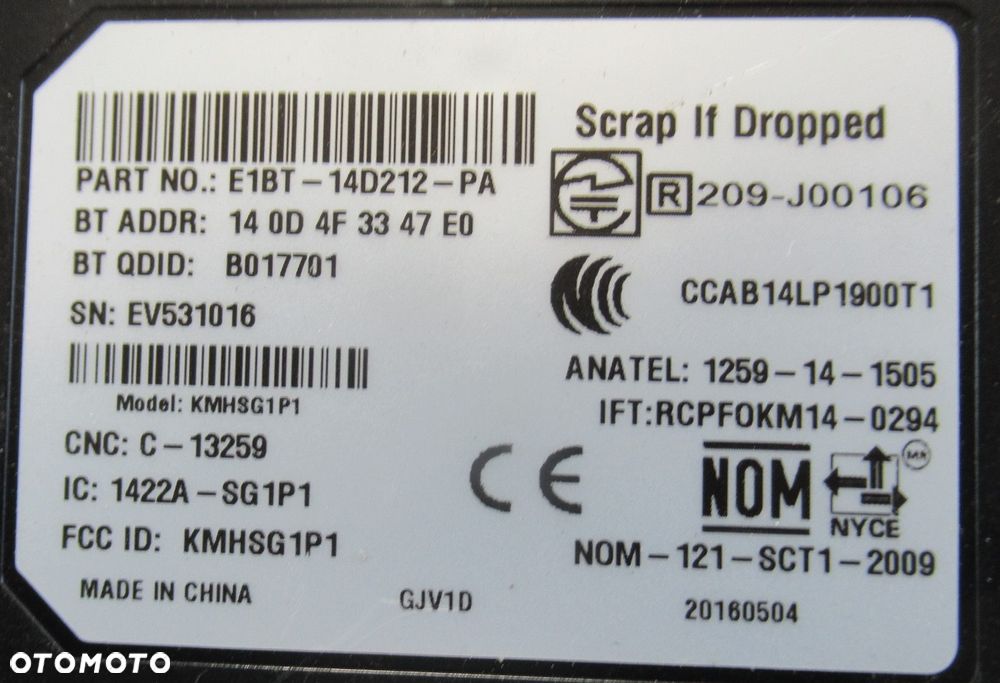 Scrap If Dropped
PART NO.: E1BT-14D212-PA
R 209-J00106
BT ADDR: 14 0D 4F 33 47 E0
BT QDID: B017701
CCAB14LP1900T1
SN: EV531016
ANATEL: 1259-14-1505
Model: KMHSG1P1
IFT:RCPFOKM14-0294
CNC: C-13259
CE
NOM
MX
NYCE
IC: 1422A-SG1P1
FCC ID: KMHSG1P1
NOM-121-SCT1-2009
MADE IN CHINA
GJV1D
20160504
OTOMOTO